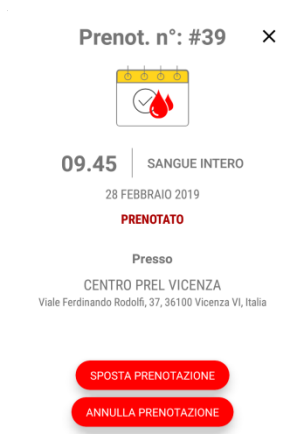 Prenot. n°: #39
09.45
SANGUE INTERO
28 FEBBRAIO 2019
PRENOTATO
Presso
CENTRO PREL VICENZA
Viale Ferdinando Rodolfi, 37, 36100 Vicenza VI, Italia
SPOSTA PRENOTAZIONE
ANNULLA PRENOTAZIONE